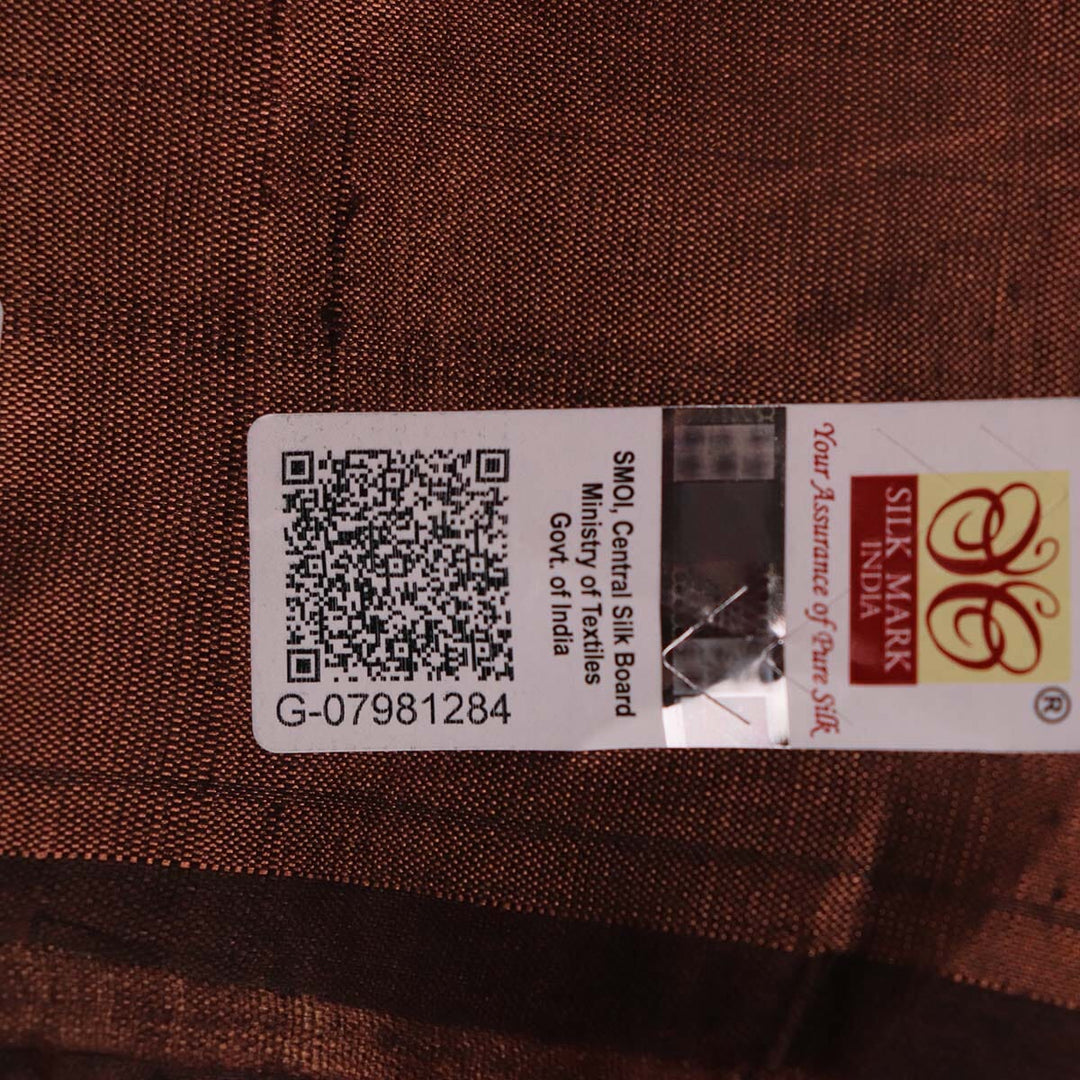 G-07981284
SMOI, Central Silk Board
Ministry of Textiles
Govt. of India
Your Assurance of Pure Silk
SILK MARK
INDIA
®